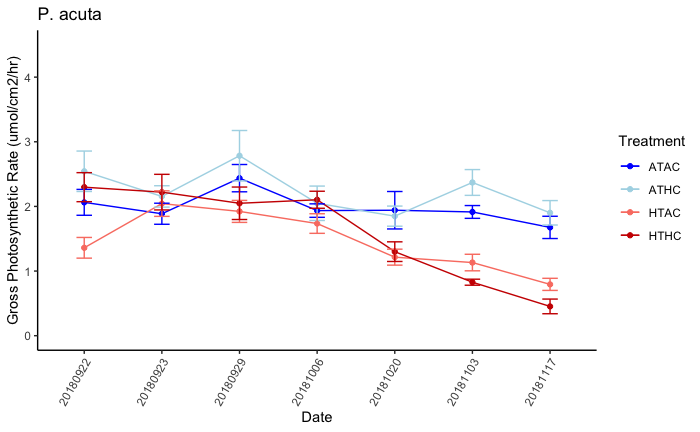 P. acuta
Gross Photosynthetic Rate (umol/cm2/hr)
4
3
2
1
0
20180922
20180923
20180929
20181006
20181020
20181103
20181117
Date
Treatment
ATAC
ATHC
HTAC
HTHC